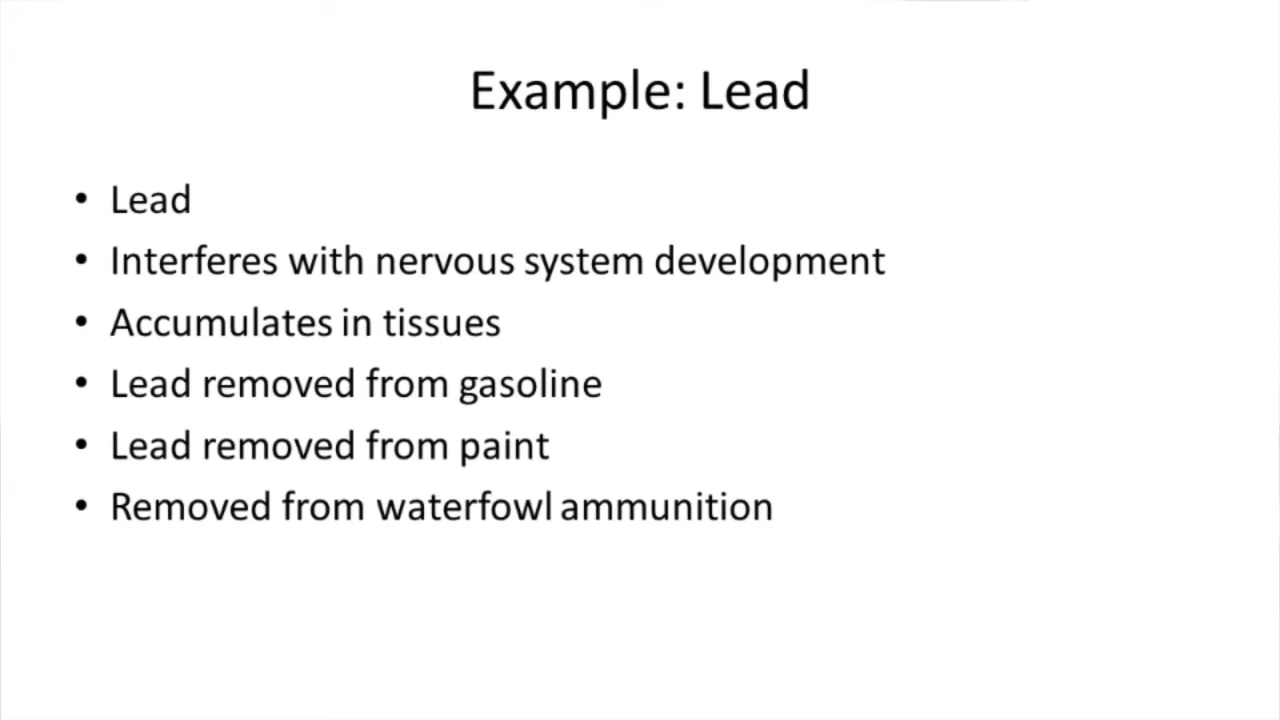 Example: Lead
• Lead
• Interferes with nervous system development
• Accumulates in tissues
• Lead removed from gasoline
• Lead removed from paint
• Removed from waterfowl ammunition